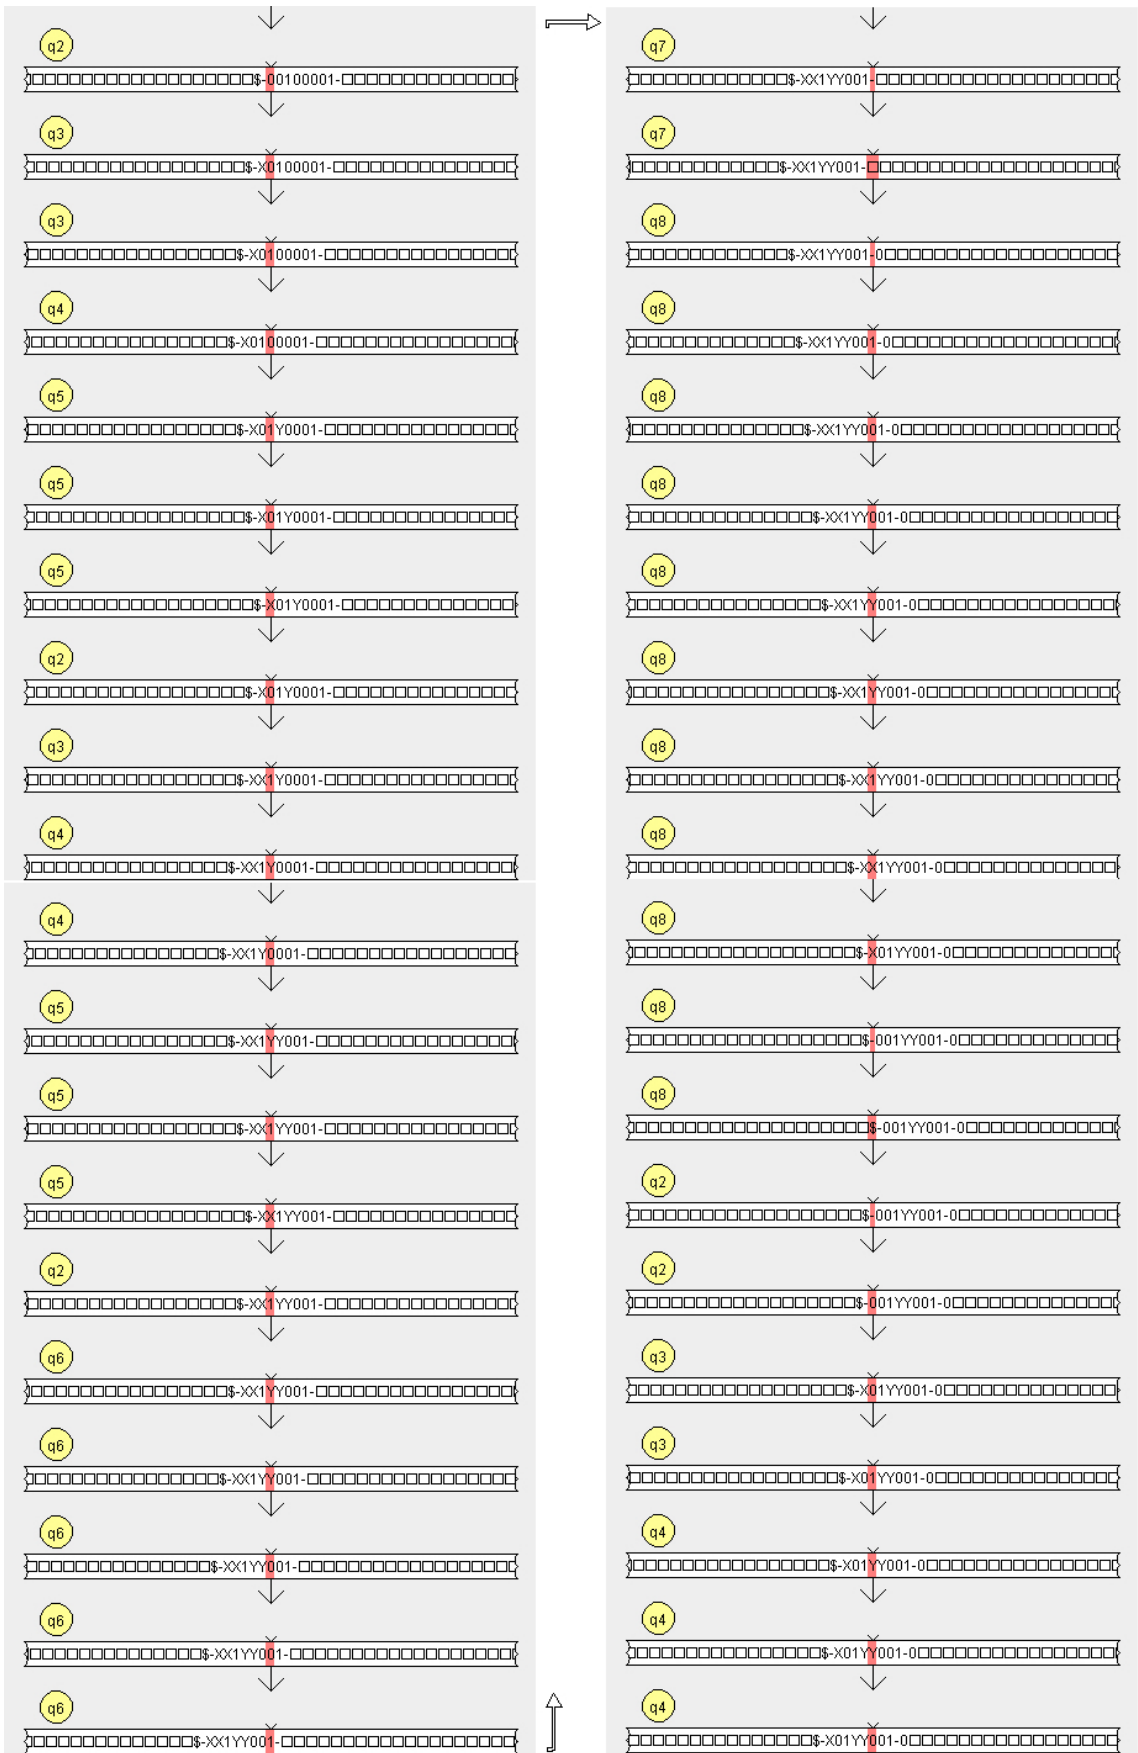 q2
$-00100001-
q3
$-X0100001-
q3
$-X0100001-
q4
$-X0100001-
q5
$-X01Y0001-
q5
$-X01Y0001-
q5
$-X01Y0001-
q2
$-X01Y0001-
q3
$-XX1Y0001-
q4
$-XX1Y0001-
q4
$-XX1Y0001-
q5
$-XX1YY001-
q5
$-XX1YY001-
q5
$-XX1YY001-
q2
$-XX1YY001-
q6
$-XX1YY001-
q6
$-XX1YY001-
q6
$-XX1YY001-
q6
$-XX1YY001-
q6
$-XX1YY001-
q7
$-XX1YY001-
q7
$-XX1YY001-
q8
$-XX1YY001-0
q8
$-XX1YY001-0
q8
$-XX1YY001-0
q8
$-XX1YY001-0
q8
$-XX1YY001-0
q8
$-XX1YY001-0
q8
$-XX1YY001-0
q8
$-XX1YY001-0
q8
$-X01YY001-0
q8
$-001YY001-0
q8
$-001YY001-0
q2
$-001YY001-0
q2
$-001YY001-0
q3
$-X01YY001-0
q3
$-X01YY001-0
q4
$-X01YY001-0
q4
$-X01YY001-0
q4
$-X01YY001-0